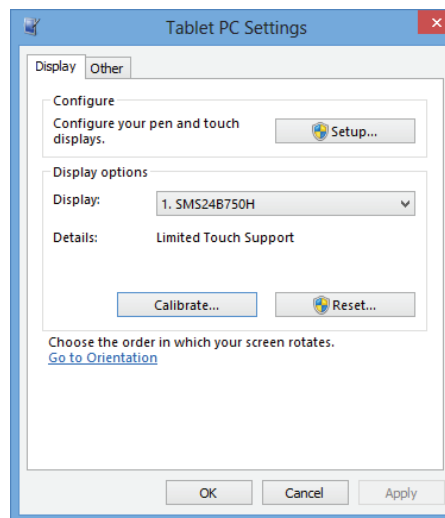 Tablet PC Settings
Display
Other
Configure
Configure your pen and touch
displays.
Setup...
Display options
Display:
1. SMS24B750H
Details:
Limited Touch Support
Calibrate...
Reset...
Choose the order in which your screen rotates.
Go to Orientation
OK
Cancel
Apply